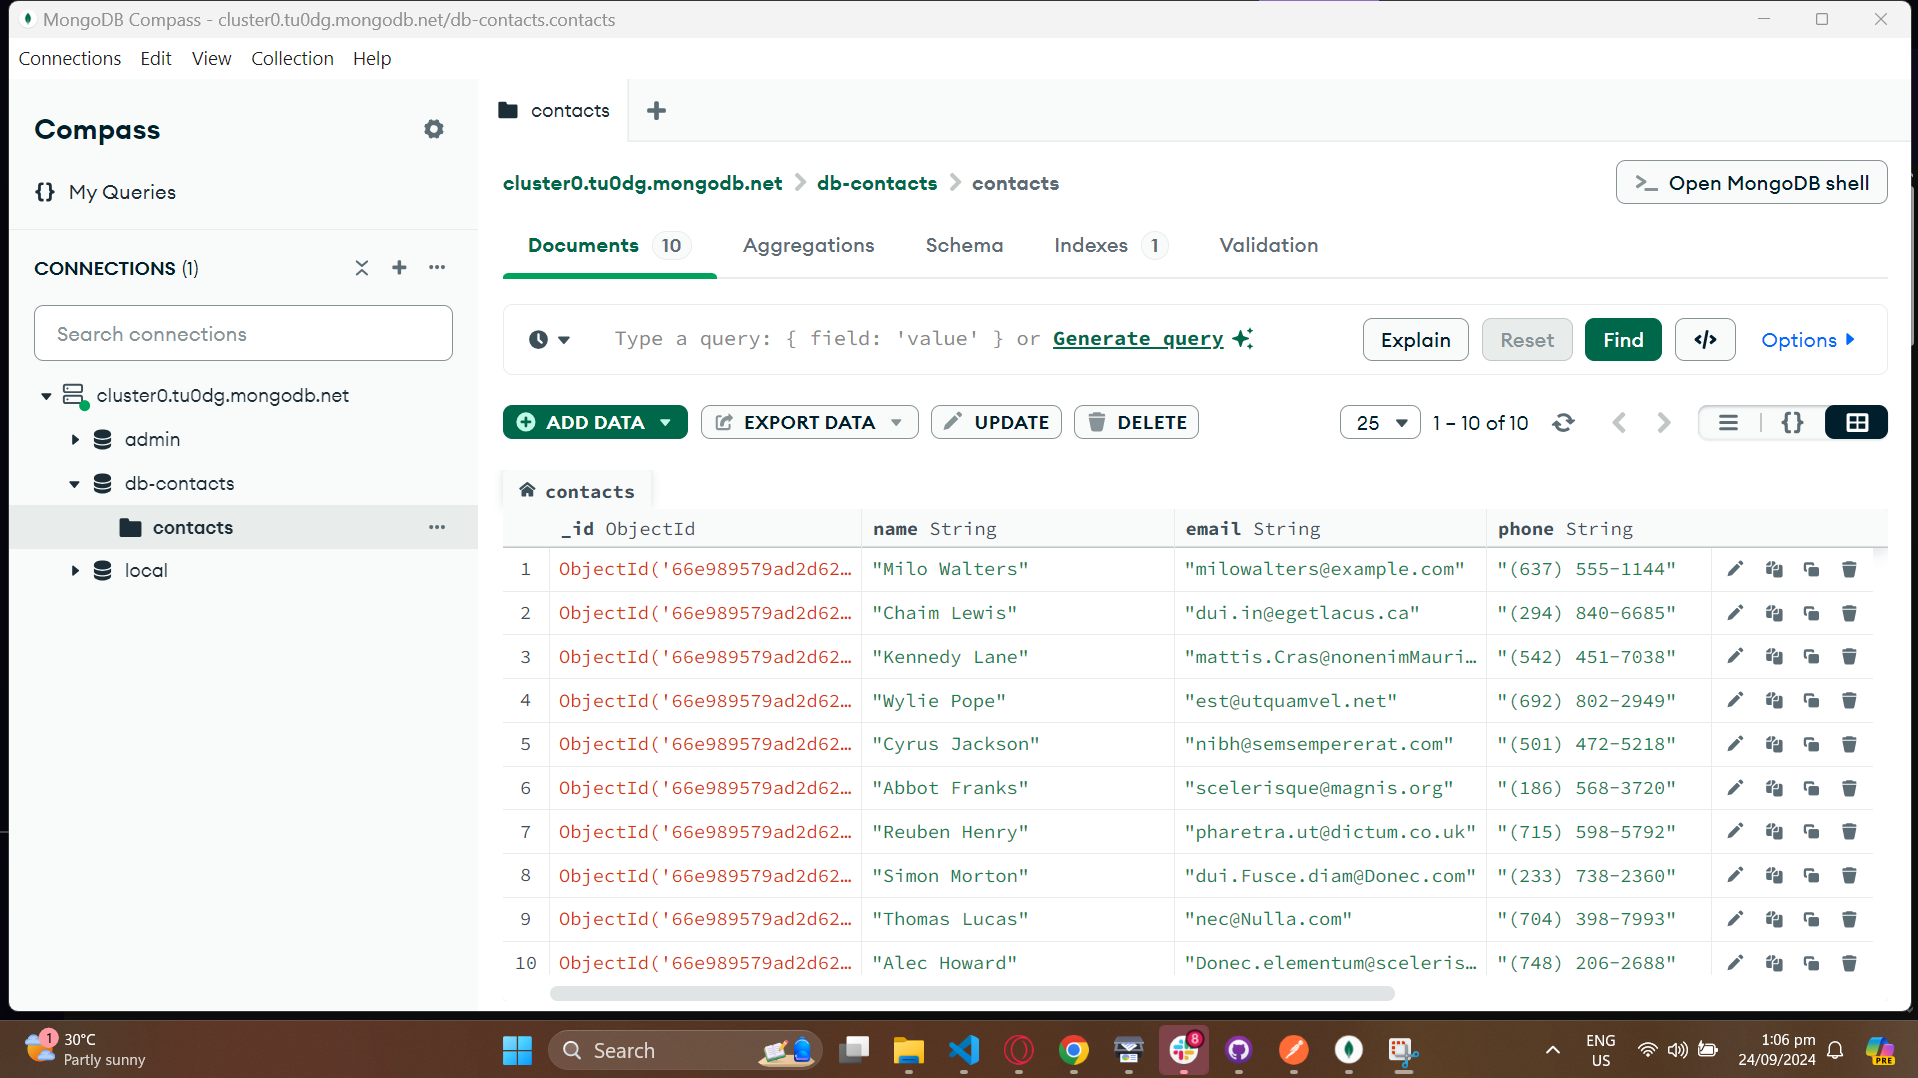 MongoDB Compass - cluster0.tu0dg.mongodb.net/db-contacts.contacts
Connections Edit View Collection Help
Compass
{} My Queries
CONNECTIONS (1)
Search connections
cluster0.tu0dg.mongodb.net
admin
db-contacts
contacts
local
contacts
cluster0.tu0dg.mongodb.net > db-contacts > contacts
>_ Open MongoDB shell
Documents 10 Aggregations Schema Indexes 1 Validation
Type a query: { field: 'value' } or Generate query
Explain Reset Find </> Options
ADD DATA EXPORT DATA UPDATE DELETE 25 1 – 10 of 10 {}
contacts
_id ObjectId name String email String phone String
1 ObjectId('66e989579ad2d62… "Milo Walters" "milowalters@example.com" "(637) 555-1144"
2 ObjectId('66e989579ad2d62… "Chaim Lewis" "dui.in@egetlacus.ca" "(294) 840-6685"
3 ObjectId('66e989579ad2d62… "Kennedy Lane" "mattis.Cras@nonenimMauri… "(542) 451-7038"
4 ObjectId('66e989579ad2d62… "Wylie Pope" "est@utquamvel.net" "(692) 802-2949"
5 ObjectId('66e989579ad2d62… "Cyrus Jackson" "nibh@semsempererat.com" "(501) 472-5218"
6 ObjectId('66e989579ad2d62… "Abbot Franks" "scelerisque@magnis.org" "(186) 568-3720"
7 ObjectId('66e989579ad2d62… "Reuben Henry" "pharetra.ut@dictum.co.uk" "(715) 598-5792"
8 ObjectId('66e989579ad2d62… "Simon Morton" "dui.Fusce.diam@Donec.com" "(233) 738-2360"
9 ObjectId('66e989579ad2d62… "Thomas Lucas" "nec@Nulla.com" "(704) 398-7993"
10 ObjectId('66e989579ad2d62… "Alec Howard" "Donec.elementum@sceleris… "(748) 206-2688"
1 30°C
Partly sunny
Search
8
ENG
US
1:06 pm
24/09/2024
PRE